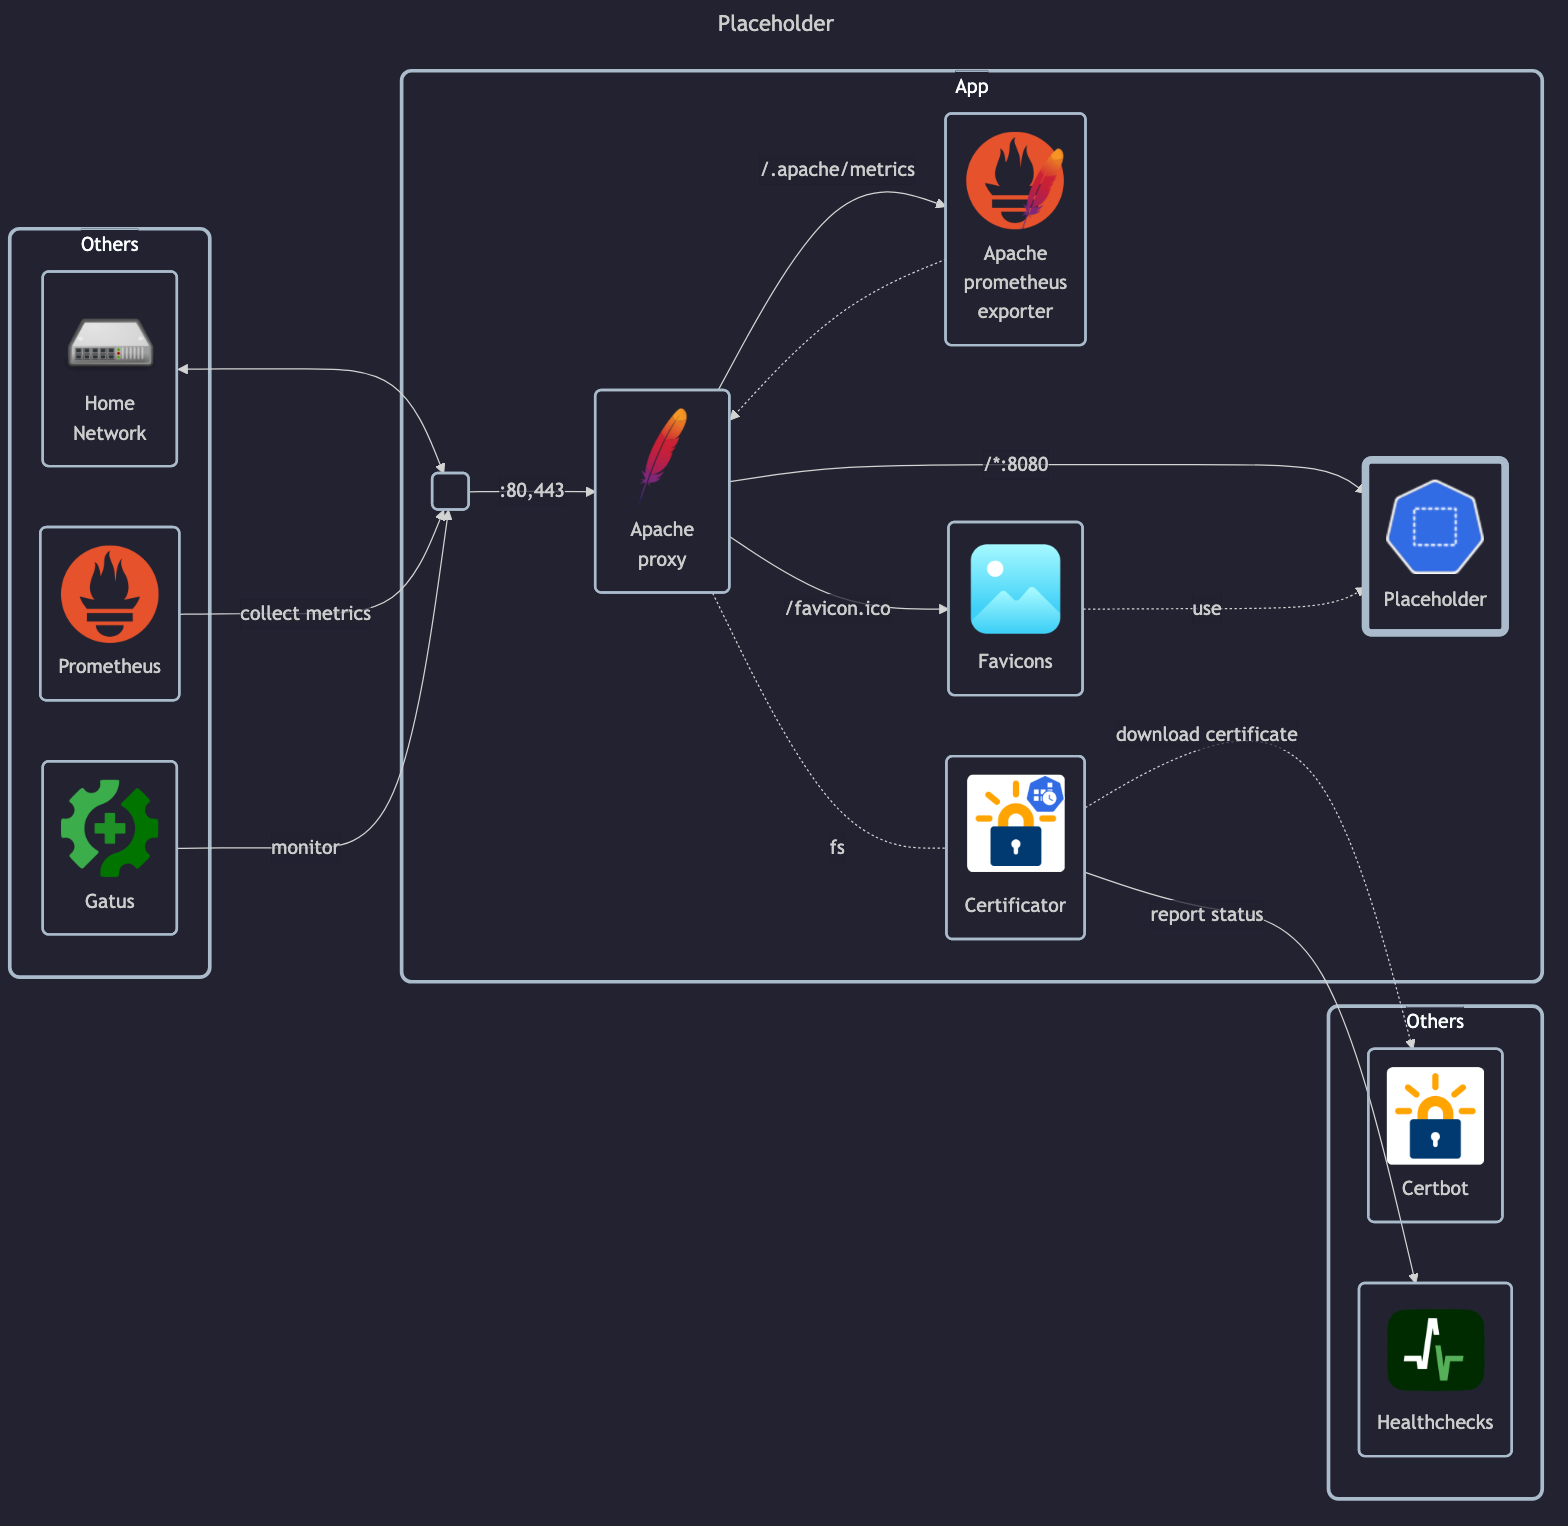 Placeholder
App
/.apache/metrics
Apache
prometheus
exporter
Others
Home
Network
Prometheus
Gatus
collect metrics
monitor
:80,443
Apache
proxy
/*:8080
/favicon.ico
Favicons
use
Placeholder
fs
Certificator
download certificate
report status
Others
Certbot
Healthchecks